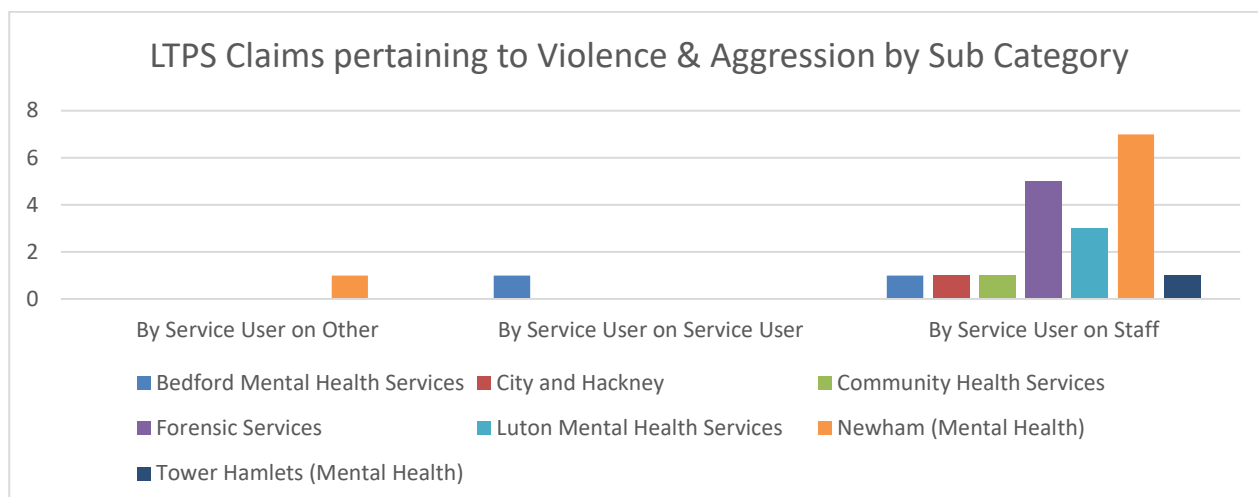 LTPS Claims pertaining to Violence & Aggression by Sub Category
8
6
4
2
0
By Service User on Other By Service User on Service User By Service User on Staff
Bedford Mental Health Services City and Hackney Community Health Services
Forensic Services Luton Mental Health Services Newham (Mental Health)
Tower Hamlets (Mental Health)